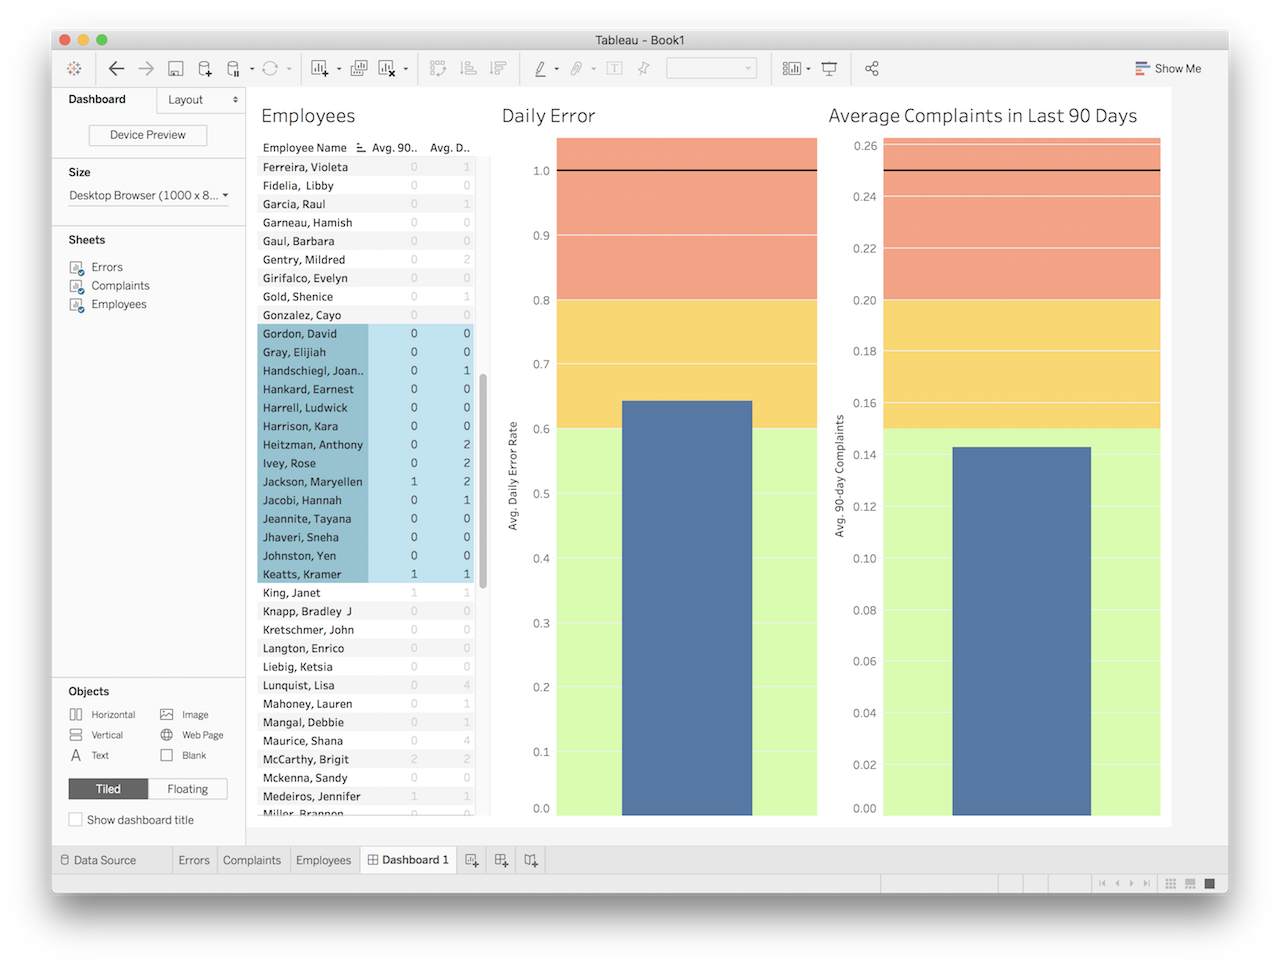 Tableau - Book1
Show Me
Dashboard
Layout
Device Preview
Size
Desktop Browser (1000 x 8...
Sheets
Errors
Complaints
Employees
Objects
Horizontal
Image
Vertical
Web Page
A Text
Blank
Tiled
Floating
Show dashboard title
Employees
Employee Name Avg. 90.. Avg. D..
Ferreira, Violeta 0 1
Fidelia, Libby 0 0
Garcia, Raul 0 1
Garneau, Hamish 0 0
Gaul, Barbara 0 0
Gentry, Mildred 0 2
Girifalco, Evelyn 0 0
Gold, Shenice 0 1
Gonzalez, Cayo 0 0
Gordon, David 0 0
Gray, Elijiah 0 0
Handschiegl, Joan.. 0 1
Hankard, Earnest 0 0
Harrell, Ludwick 0 0
Harrison, Kara 0 0
Heitzman, Anthony 0 2
Ivey, Rose 0 2
Jackson, Maryellen 1 2
Jacobi, Hannah 0 1
Jeannite, Tayana 0 0
Jhaveri, Sneha 0 0
Johnston, Yen 0 0
Keatts, Kramer 1 1
King, Janet 1 1
Knapp, Bradley J 0 0
Kretschmer, John 0 0
Langton, Enrico 0 0
Liebig, Ketsia 0 0
Lunquist, Lisa 0 4
Mahoney, Lauren 0 1
Mangal, Debbie 0 1
Maurice, Shana 0 4
McCarthy, Brigit 2 2
Mckenna, Sandy 0 0
Medeiros, Jennifer 1 1
Miller, Brannon 0 0
Daily Error
Avg. Daily Error Rate
1.0
0.9
0.8
0.7
0.6
0.5
0.4
0.3
0.2
0.1
0.0
Average Complaints in Last 90 Days
Avg. 90-day Complaints
0.26
0.24
0.22
0.20
0.18
0.16
0.14
0.12
0.10
0.08
0.06
0.04
0.02
0.00
Data Source
Errors
Complaints
Employees
Dashboard 1